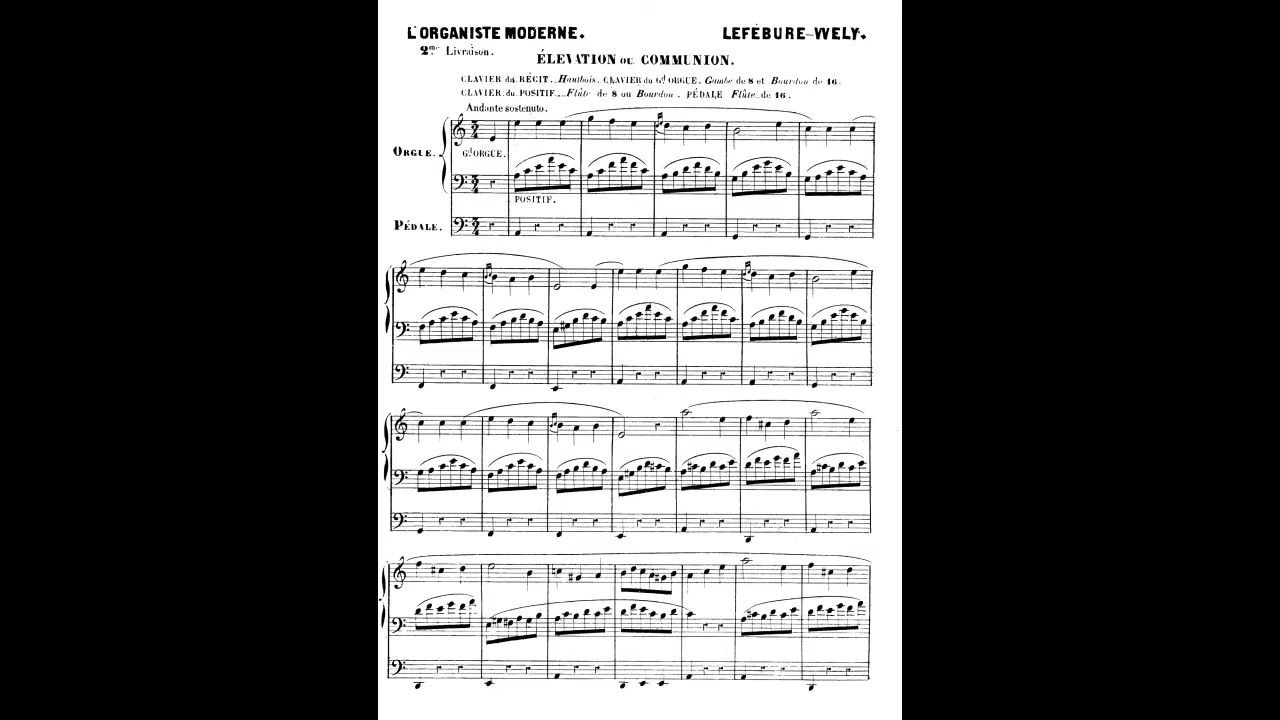 L'ORGANISTE MODERNE. LEFÉBURE-WELY.
2me Livraison.
ÉLEVATION OU COMMUNION.
CLAVIER du RÉCIT. Hautbois. CLAVIER du Gd ORGUE. Gambe de 8 et Bourdon de 16.
CLAVIER du POSITIF. Flûte de 8 ou Bourdon. PÉDALE Flûte de 16.
Andante sostenuto.
ORGUE. Gd ORGUE.
POSITIF.
PÉDALE.